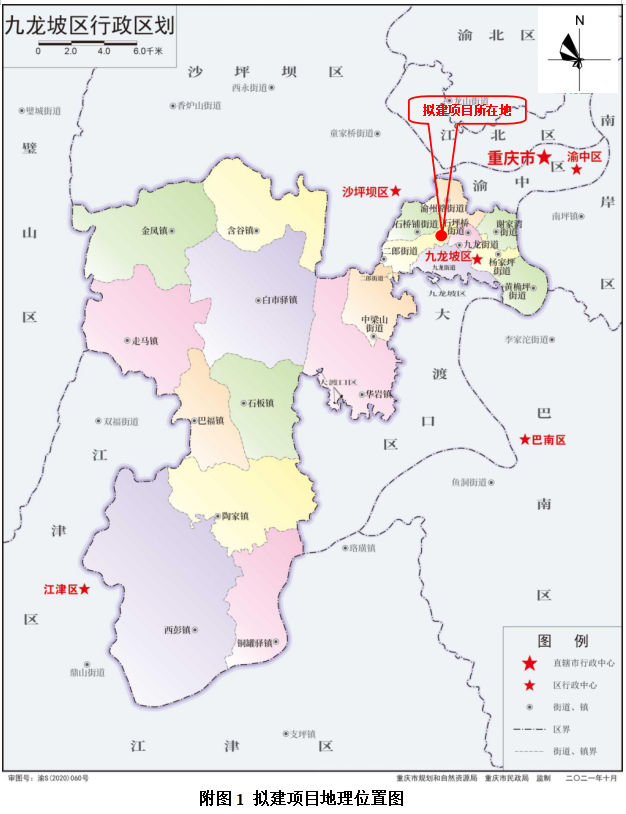 九龙坡区行政区划
0 2.0 4.0 6.0千米
N
渝北区
沙坪坝区
西永街道
璧城街道
香炉山街道
龙山街道
拟建项目所在地
江北区
童家桥街道
南岸区
重庆市
渝中区
璧山区
沙坪坝区
渝中区
渝州路街道
南坪镇
金凤镇
含谷镇
石桥铺街道
石坪桥街道
谢家湾街道
九龙街道
二郎街道
九龙坡区
杨家坪街道
九龙街道
二郎街道
黄桷坪街道
九龙坡区
白市驿镇
中梁山街道
大渡口区
走马镇
李家沱街道
大渡口区
华岩镇
石板镇
双福街道
巴福镇
巴南区
巴南区
鱼洞街道
陶家镇
江津区
珞璜镇
江津区
西彭镇
铜罐驿镇
鼎山街道
支坪镇
江津区
图例
直辖市行政中心
区行政中心
街道、镇
区界
街道、镇界
审图号：渝S(2020)060号
重庆市规划和自然资源局 重庆市民政局 监制 二〇二一年十月
附图1 拟建项目地理位置图